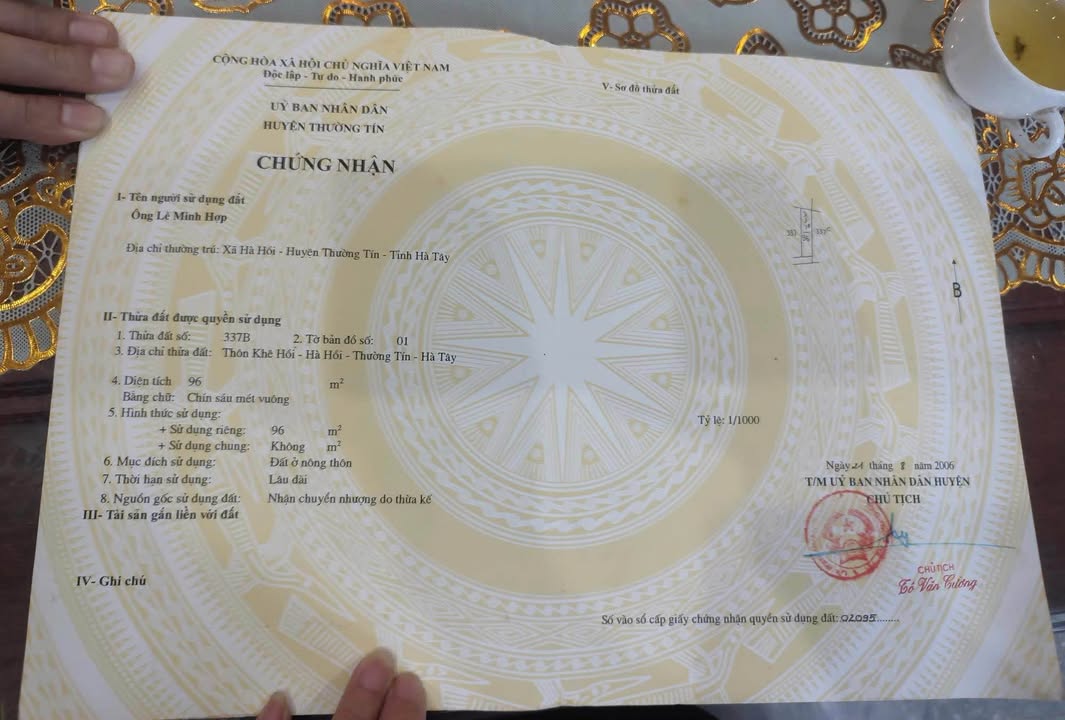 CỘNG HÒA XÃ HỘI CHỦ NGHĨA VIỆT NAM
Độc lập - Tự do - Hạnh phúc
UỶ BAN NHÂN DÂN
HUYỆN THƯỜNG TÍN
CHỨNG NHẬN
I- Tên người sử dụng đất
Ông Lê Minh Hợp
Địa chỉ thường trú: Xã Hà Hồi - Huyện Thường Tín - Tỉnh Hà Tây
II- Thửa đất được quyền sử dụng
1. Thửa đất số: 337B 2. Tờ bản đồ số: 01
3. Địa chỉ thửa đất: Thôn Khê Hồi - Hà Hồi - Thường Tín - Hà Tây
4. Diện tích 96 m²
Bằng chữ: Chín sáu mét vuông
5. Hình thức sử dụng:
+ Sử dụng riêng: 96 m²
+ Sử dụng chung: Không m²
6. Mục đích sử dụng: Đất ở nông thôn
7. Thời hạn sử dụng: Lâu dài
8. Nguồn gốc sử dụng đất: Nhận chuyển nhượng do thừa kế
III- Tài sản gắn liền với đất
IV- Ghi chú
V- Sơ đồ thửa đất
B
Tỷ lệ: 1/1000
Ngày 21 tháng 8 năm 2006
T/M UỶ BAN NHÂN DÂN HUYỆN
CHỦ TỊCH
CHỦ TỊCH
Tô Văn Cường
Số vào sổ cấp giấy chứng nhận quyền sử dụng đất: 02095........